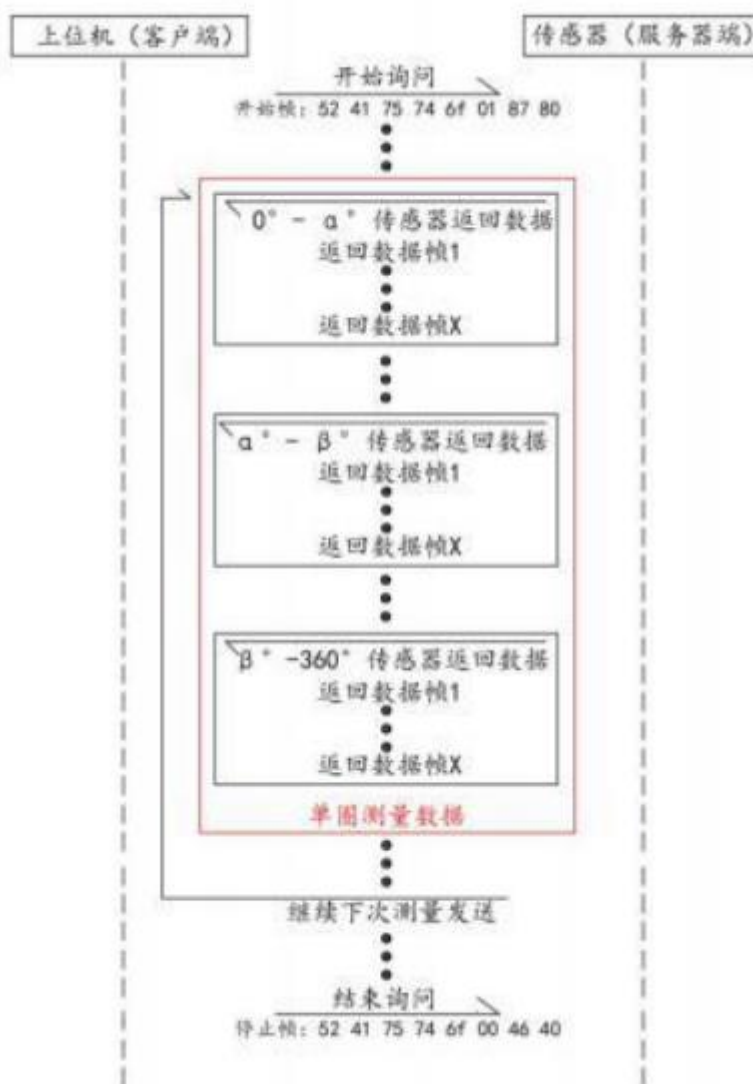 上位机（客户端）
传感器（服务器端）
开始询问
开始帧：52 41 75 74 6f 01 87 80
0° - α° 传感器返回数据
返回数据帧1
返回数据帧X
α° - β° 传感器返回数据
返回数据帧1
返回数据帧X
β° -360° 传感器返回数据
返回数据帧1
返回数据帧X
单圈测量数据
继续下次测量发送
结束询问
停止帧：52 41 75 74 6f 00 46 40